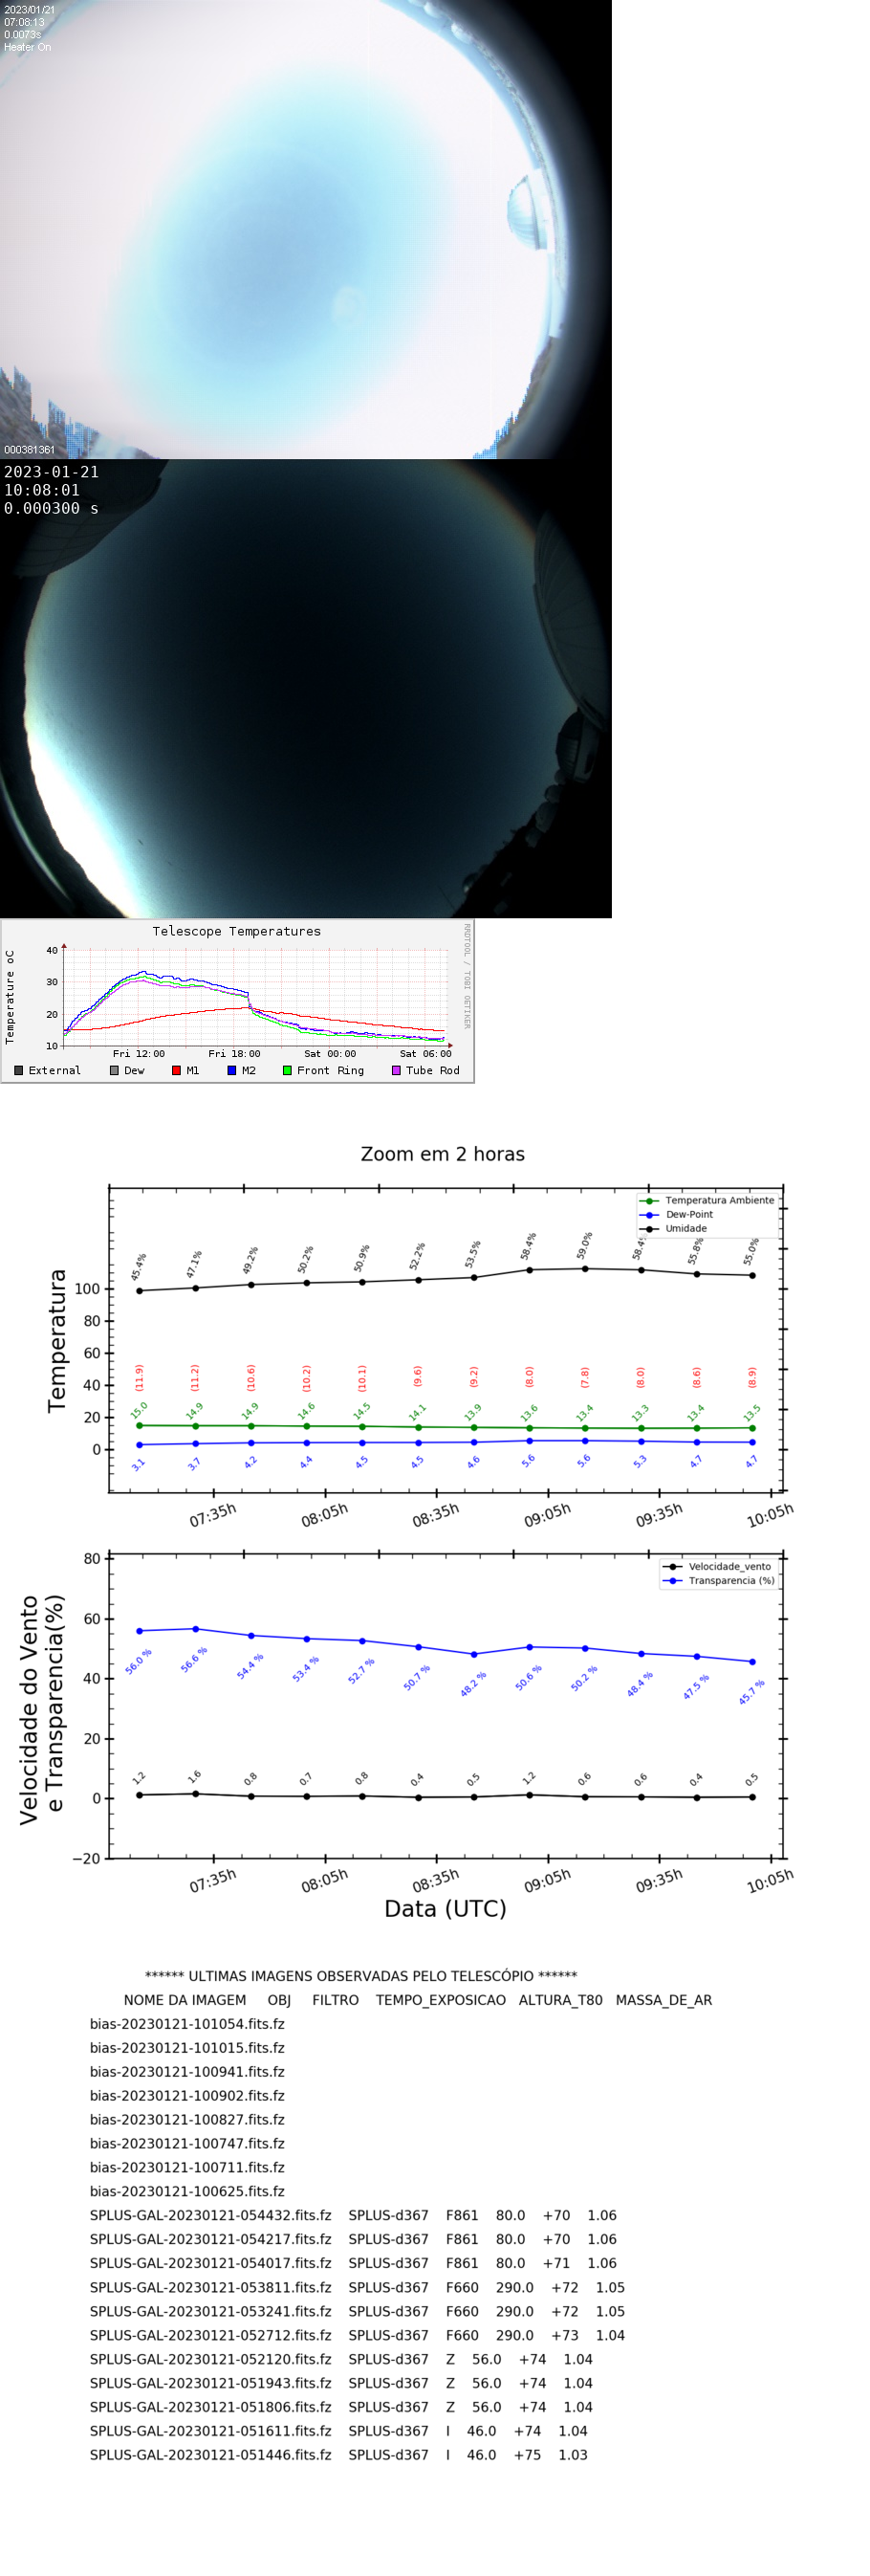 2023/01/21
07:08:13
0.0073s
Heater On
000381361
2023-01-21
10:08:01
0.000300 s
Telescope Temperatures
RRDTOOL / TOBI OETIKER
Temperature oC
40
30
20
10
Fri 12:00 Fri 18:00 Sat 00:00 Sat 06:00
External Dew M1 M2 Front Ring Tube Rod
Zoom em 2 horas
Temperatura Ambiente
Dew-Point
Umidade
Temperatura
100
80
60
40
20
0
45.4% 47.1% 49.2% 50.2% 50.9% 52.2% 53.5% 58.4% 59.0% 58.4% 55.8% 55.0%
(11.9) (11.2) (10.6) (10.2) (10.1) (9.6) (9.2) (8.0) (7.8) (8.0) (8.6) (8.9)
15.0 14.9 14.9 14.6 14.5 14.1 13.9 13.6 13.4 13.3 13.4 13.5
3.1 3.7 4.2 4.4 4.5 4.5 4.6 5.6 5.6 5.3 4.7 4.7
07:35h 08:05h 08:35h 09:05h 09:35h 10:05h
Velocidade_vento
Transparencia (%)
Velocidade do Vento
e Transparencia(%)
80
60
40
20
0
−20
56.0 % 56.6 % 54.4 % 53.4 % 52.7 % 50.7 % 48.2 % 50.6 % 50.2 % 48.4 % 47.5 % 45.7 %
1.2 1.6 0.8 0.7 0.8 0.4 0.5 1.2 0.6 0.6 0.4 0.5
07:35h 08:05h 08:35h 09:05h 09:35h 10:05h
Data (UTC)
****** ULTIMAS IMAGENS OBSERVADAS PELO TELESCÓPIO ******
NOME DA IMAGEM OBJ FILTRO TEMPO_EXPOSICAO ALTURA_T80 MASSA_DE_AR
bias-20230121-101054.fits.fz
bias-20230121-101015.fits.fz
bias-20230121-100941.fits.fz
bias-20230121-100902.fits.fz
bias-20230121-100827.fits.fz
bias-20230121-100747.fits.fz
bias-20230121-100711.fits.fz
bias-20230121-100625.fits.fz
SPLUS-GAL-20230121-054432.fits.fz SPLUS-d367 F861 80.0 +70 1.06
SPLUS-GAL-20230121-054217.fits.fz SPLUS-d367 F861 80.0 +70 1.06
SPLUS-GAL-20230121-054017.fits.fz SPLUS-d367 F861 80.0 +71 1.06
SPLUS-GAL-20230121-053811.fits.fz SPLUS-d367 F660 290.0 +72 1.05
SPLUS-GAL-20230121-053241.fits.fz SPLUS-d367 F660 290.0 +72 1.05
SPLUS-GAL-20230121-052712.fits.fz SPLUS-d367 F660 290.0 +73 1.04
SPLUS-GAL-20230121-052120.fits.fz SPLUS-d367 Z 56.0 +74 1.04
SPLUS-GAL-20230121-051943.fits.fz SPLUS-d367 Z 56.0 +74 1.04
SPLUS-GAL-20230121-051806.fits.fz SPLUS-d367 Z 56.0 +74 1.04
SPLUS-GAL-20230121-051611.fits.fz SPLUS-d367 I 46.0 +74 1.04
SPLUS-GAL-20230121-051446.fits.fz SPLUS-d367 I 46.0 +75 1.03